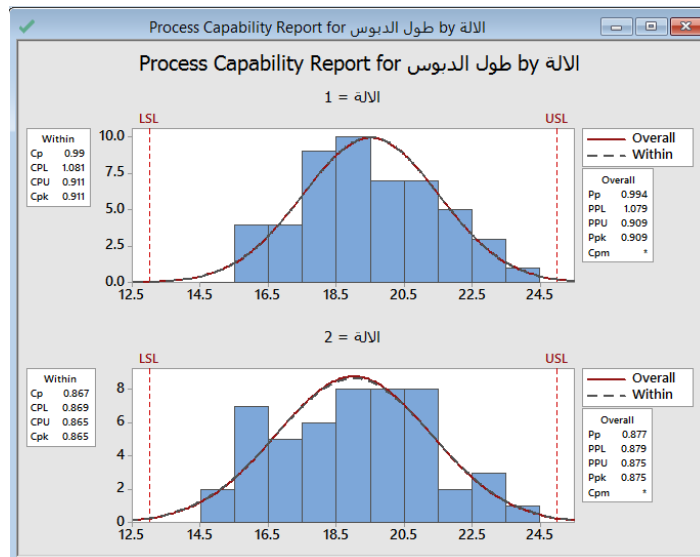 Process Capability Report for طول الدبوس by الالة
Process Capability Report for طول الدبوس by الالة
الالة = 1
LSL USL
Within
Cp 0.99
CPL 1.081
CPU 0.911
Cpk 0.911
10.0
7.5
5.0
2.5
0.0
12.5 14.5 16.5 18.5 20.5 22.5 24.5
Overall
Within
Overall
Pp 0.994
PPL 1.079
PPU 0.909
Ppk 0.909
Cpm *
الالة = 2
LSL USL
Within
Cp 0.867
CPL 0.869
CPU 0.865
Cpk 0.865
8
6
4
2
0
12.5 14.5 16.5 18.5 20.5 22.5 24.5
Overall
Within
Overall
Pp 0.877
PPL 0.879
PPU 0.875
Ppk 0.875
Cpm *